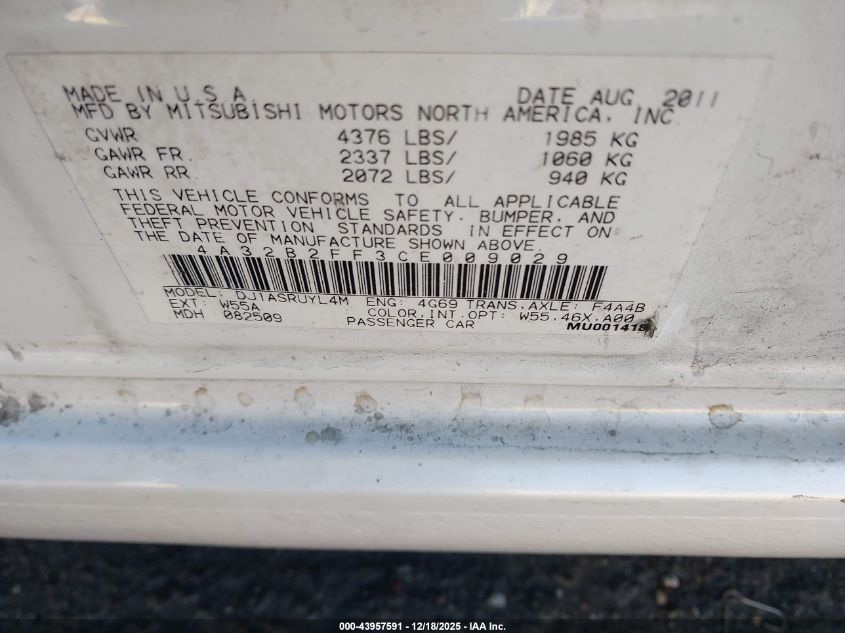 MADE IN U S A DATE AUG 2011
MFD BY MITSUBISHI MOTORS NORTH AMERICA, INC.
GVWR 4376 LBS/ 1985 KG
GAWR FR. 2337 LBS/ 1060 KG
GAWR RR. 2072 LBS/ 940 KG
THIS VEHICLE CONFORMS TO ALL APPLICABLE
FEDERAL MOTOR VEHICLE SAFETY. BUMPER. AND
THEFT PREVENTION STANDARDS IN EFFECT ON
THE DATE OF MANUFACTURE SHOWN ABOVE.
4A32B2FF3CE009029
MODEL: DJ1ASRUYL4M ENG: 4G69 TRANS.AXLE: F4A4B
EXT: W55A COLOR.INT.OPT: W55.46X.A00
MDH 082509 PASSENGER CAR MU001415
000-43957591 - 12/18/2025 - IAA Inc.